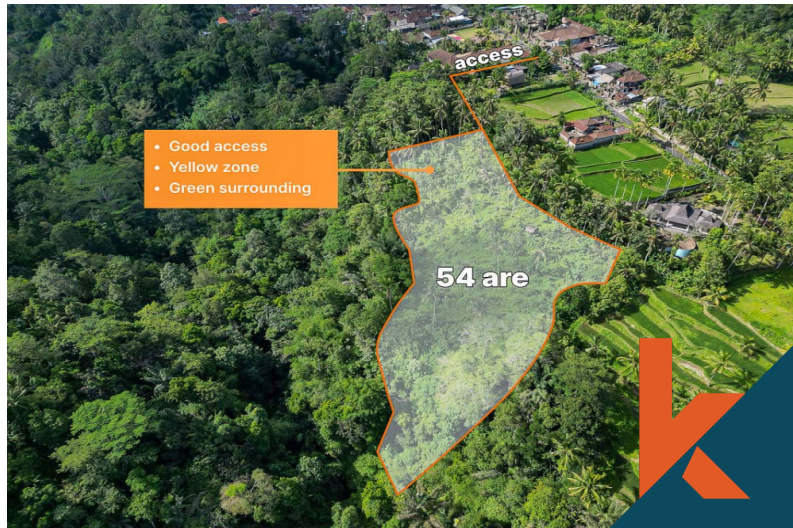 access
• Good access
• Yellow zone
• Green surrounding
54 are